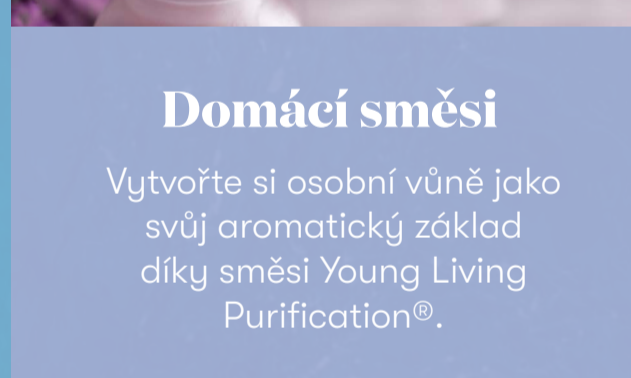 Domácí směsi
Vytvořte si osobní vůně jako
svůj aromatický základ
díky směsi Young Living
Purification®.